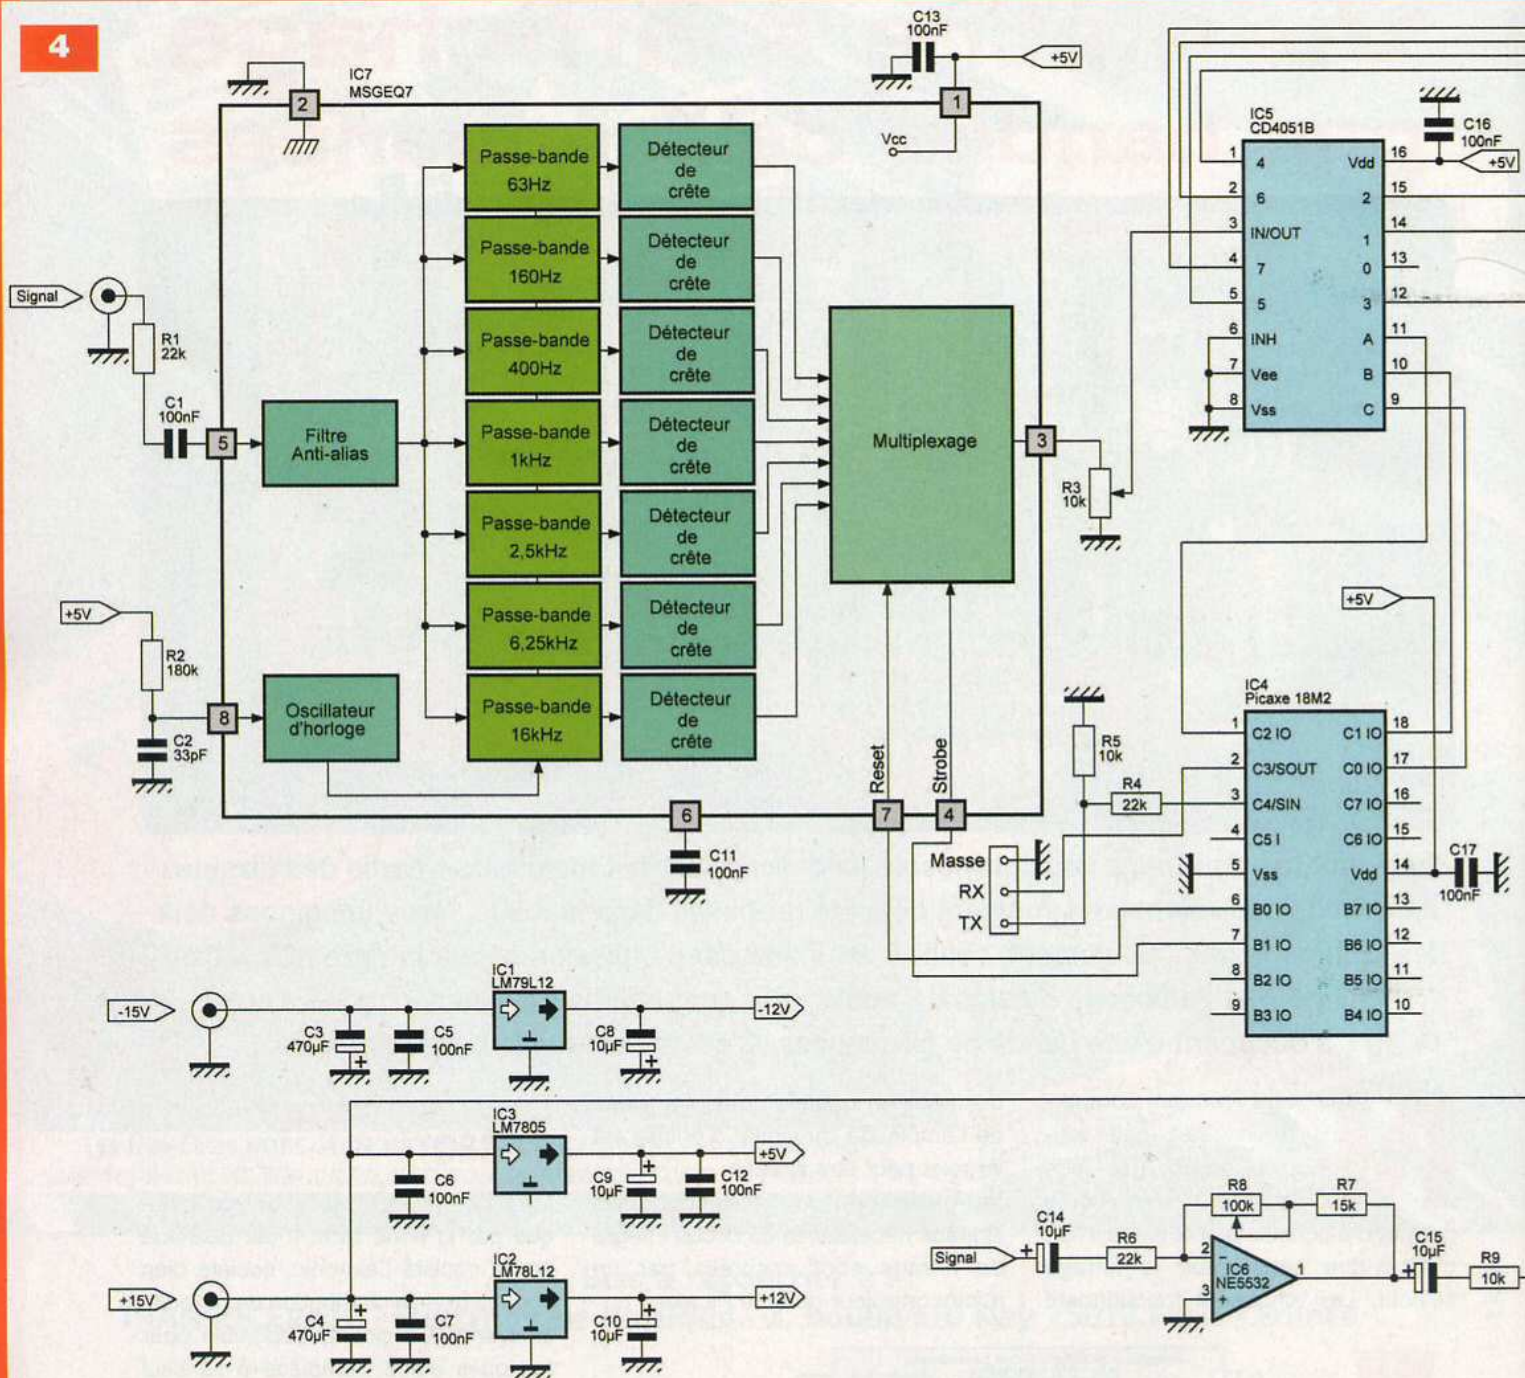 4
C13
100nF
+5V
IC7
MSGEQ7
2
1
Vcc
Passe-bande
63Hz
Détecteur
de
crête
Passe-bande
160Hz
Détecteur
de
crête
Passe-bande
400Hz
Détecteur
de
crête
Passe-bande
1kHz
Détecteur
de
crête
Passe-bande
2,5kHz
Détecteur
de
crête
Passe-bande
6,25kHz
Détecteur
de
crête
Passe-bande
16kHz
Détecteur
de
crête
Signal
R1
22k
C1
100nF
5
Filtre
Anti-alias
Multiplexage
3
R3
10k
+5V
R2
180k
8
C2
33pF
Oscillateur
d'horloge
Reset
Strobe
6
7
4
C11
100nF
IC5
CD4051B
C16
100nF
+5V
1 4 Vdd 16
2 6 2 15
3 IN/OUT 1 14
4 7 0 13
5 5 3 12
6 INH A 11
7 Vee B 10
8 Vss C 9
+5V
IC4
Picaxe 18M2
1 C2 IO C1 IO 18
2 C3/SOUT C0 IO 17
3 C4/SIN C7 IO 16
4 C5 I C6 IO 15
5 Vss Vdd 14
6 B0 IO B7 IO 13
7 B1 IO B6 IO 12
8 B2 IO B5 IO 11
9 B3 IO B4 IO 10
C17
100nF
R5
10k
R4
22k
Masse
RX
TX
-15V
C3
470µF
+
C5
100nF
IC1
LM79L12
C8
10µF
+
-12V
IC3
LM7805
C6
100nF
C9
10µF
+
C12
100nF
+5V
+15V
C4
470µF
+
C7
100nF
IC2
LM78L12
C10
10µF
+
+12V
Signal
C14
10µF
+
R6
22k
R8
100k
R7
15k
2
−
IC6
NE5532
3
+
1
C15
10µF
+
R9
10k